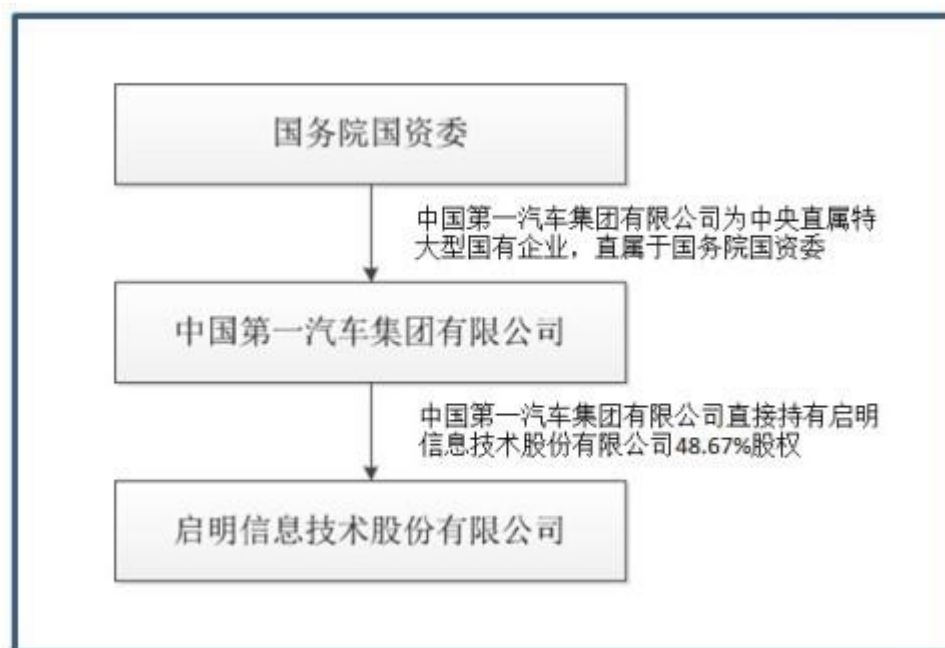 国务院国资委
中国第一汽车集团有限公司为中央直属特
大型国有企业，直属于国务院国资委
中国第一汽车集团有限公司
中国第一汽车集团有限公司直接持有启明
信息技术股份有限公司48.67%股权
启明信息技术股份有限公司